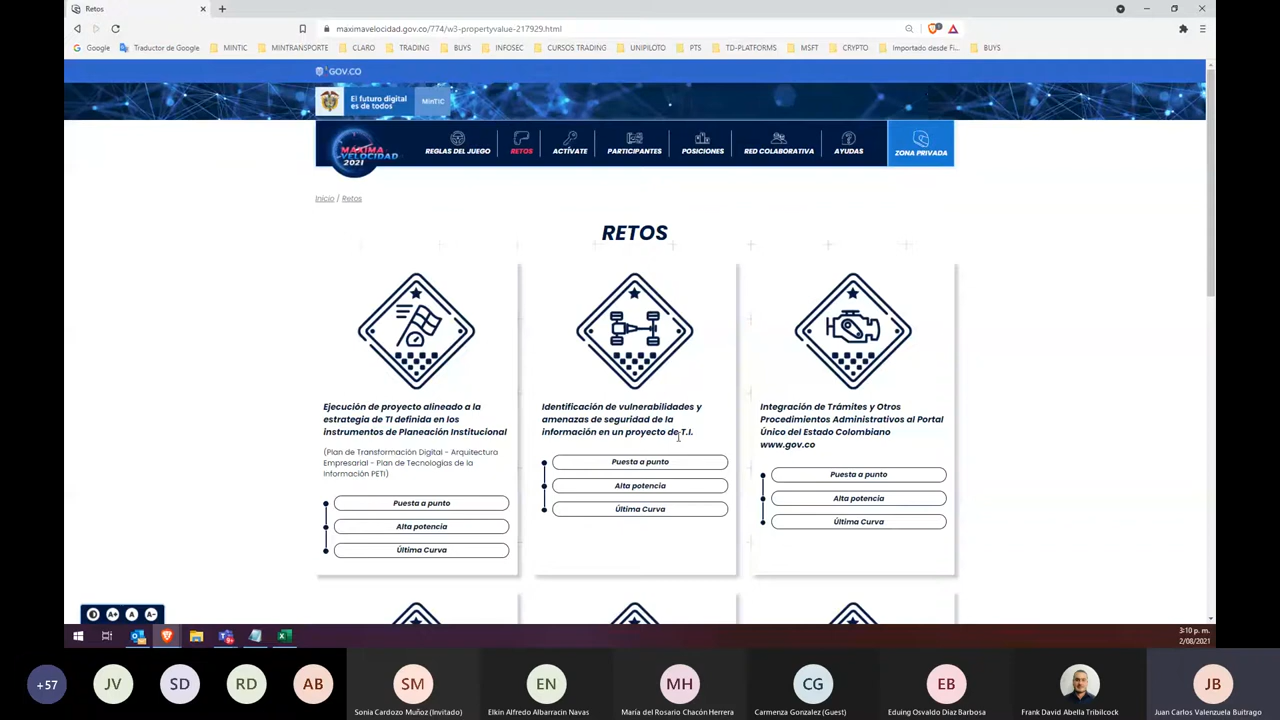 Retos
maximavelocidad.gov.co/774/w3-propertyvalue-217929.html
Google
Traductor de Google
MINTIC
MINTRANSPORTE
CLARO
TRADING
BUYS
INFOSEC
CURSOS TRADING
UNIPILOTO
PTS
TD-PLATFORMS
MSFT
CRYPTO
Importado desde Fi...
BUYS
GOV.CO
El futuro digital
es de todos
MinTIC
MAXIMA
VELOCIDAD
2021
REGLAS DEL JUEGO
RETOS
ACTÍVATE
PARTICIPANTES
POSICIONES
RED COLABORATIVA
AYUDAS
ZONA PRIVADA
Inicio / Retos
RETOS
Ejecución de proyecto alineado a la
estrategia de TI definida en los
instrumentos de Planeación Institucional
(Plan de Transformación Digital - Arquitectura
Empresarial - Plan de Tecnologías de la
Información PETI)
Puesta a punto
Alta potencia
Última Curva
Identificación de vulnerabilidades y
amenazas de seguridad de la
información en un proyecto de T.I.
Puesta a punto
Alta potencia
Última Curva
Integración de Trámites y Otros
Procedimientos Administrativos al Portal
Único del Estado Colombiano
www.gov.co
Puesta a punto
Alta potencia
Última Curva
A+
A
A-
3:10 p. m.
2/08/2021
+57
JV
SD
RD
AB
SM
Sonia Cardozo Muñoz (Invitado)
EN
Elkin Alfredo Albarracin Navas
MH
María del Rosario Chacón Herrera
CG
Carmenza Gonzalez (Guest)
EB
Eduing Osvaldo Diaz Barbosa
Frank David Abella Tribilcock
JB
Juan Carlos Valenzuela Buitrago